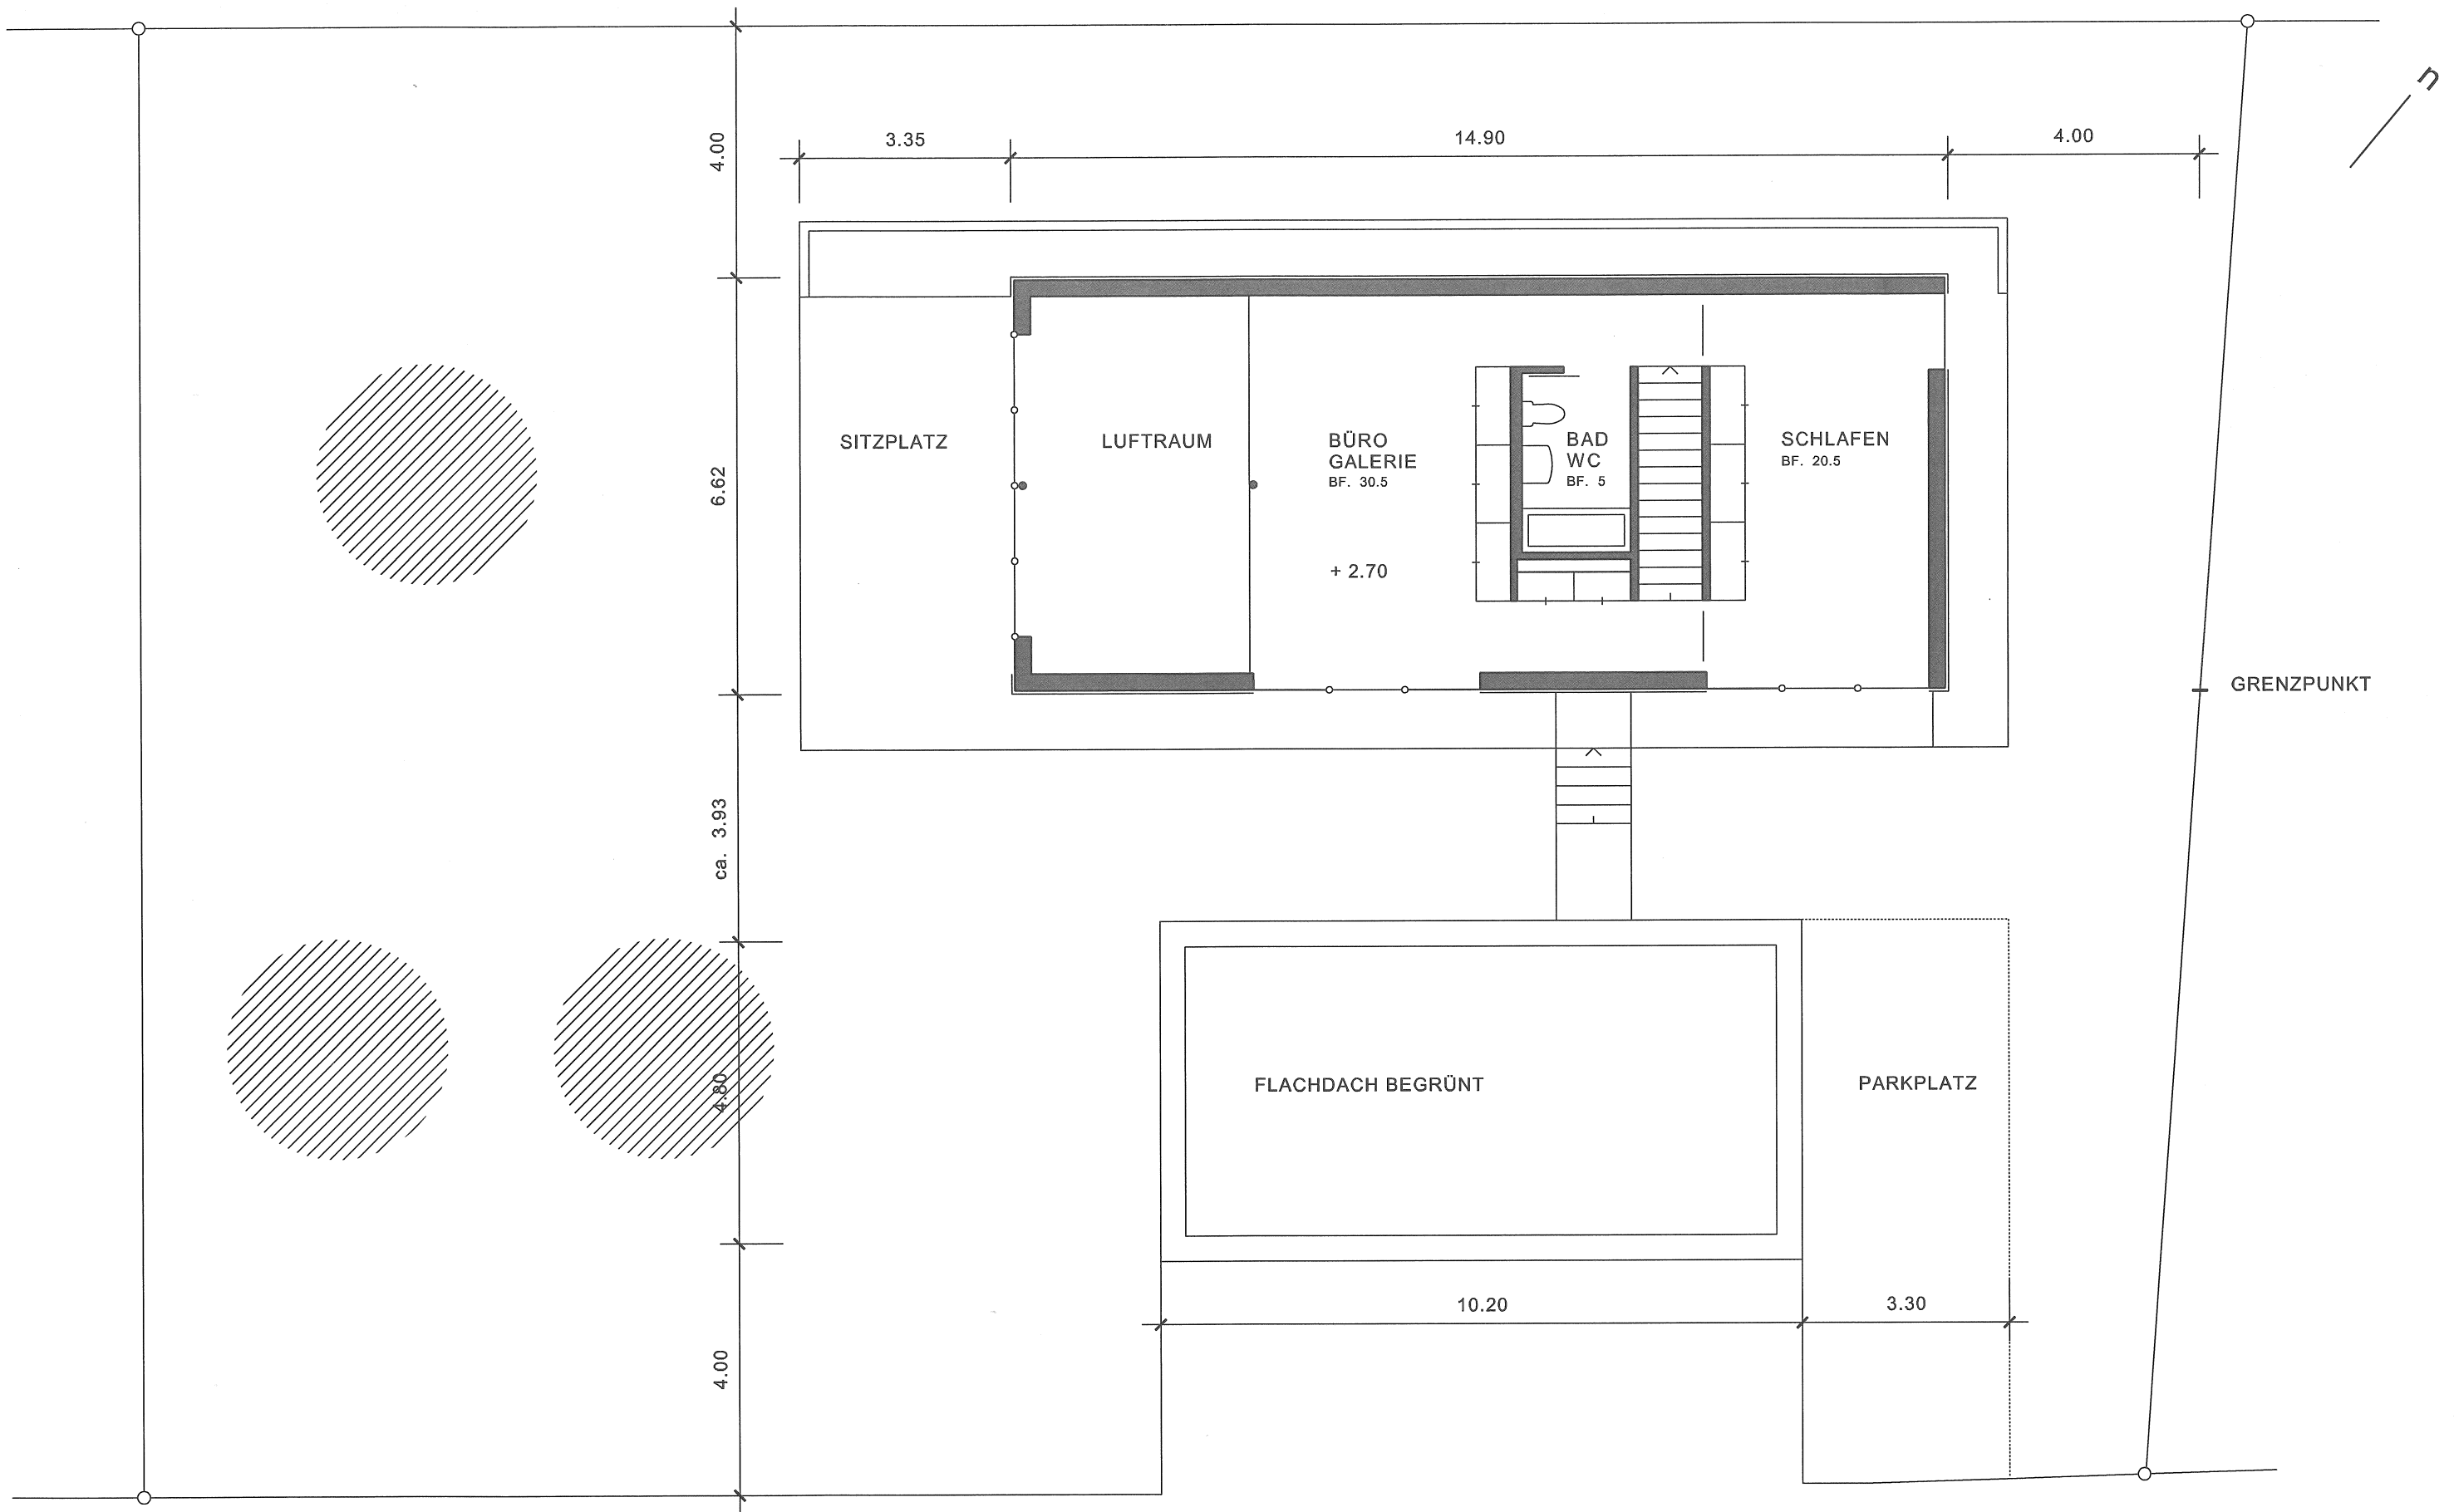 n
3.35
14.90
4.00
4.00
SITZPLATZ
LUFTRAUM
BÜRO
GALERIE
BF. 30.5
BAD
WC
BF. 5
SCHLAFEN
BF. 20.5
6.62
+ 2.70
GRENZPUNKT
ca. 3.93
4.80
FLACHDACH BEGRÜNT
PARKPLATZ
10.20
3.30
4.00